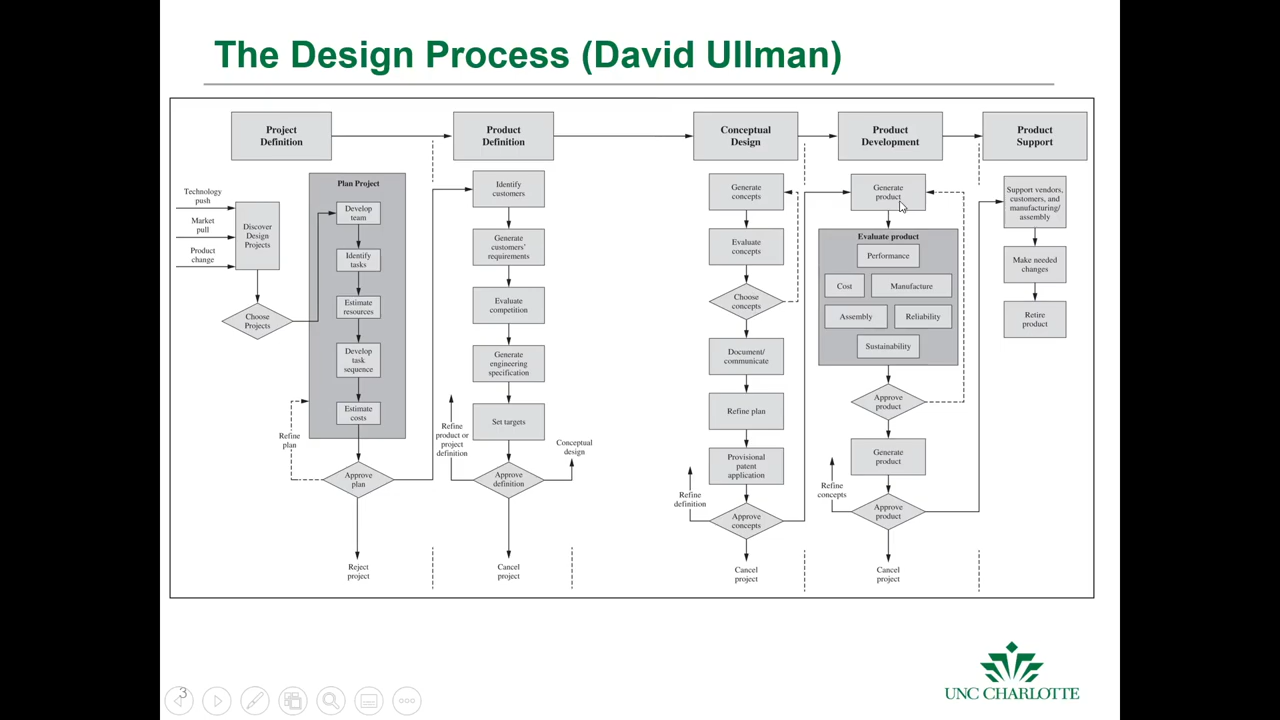 The Design Process (David Ullman)
Project
Definition
Product
Definition
Conceptual
Design
Product
Development
Product
Support
Technology
push
Market
pull
Product
change
Discover
Design
Projects
Choose
Projects
Plan Project
Develop
team
Identify
tasks
Estimate
resources
Develop
task
sequence
Estimate
costs
Refine
plan
Approve
plan
Reject
project
Identify
customers
Generate
customers'
requirements
Evaluate
competition
Generate
engineering
specification
Set targets
Refine
product or
project
definition
Approve
definition
Conceptual
design
Cancel
project
Generate
concepts
Evaluate
concepts
Choose
concepts
Document/
communicate
Refine plan
Provisional
patent
application
Refine
definition
Approve
concepts
Cancel
project
Generate
product
Evaluate product
Performance
Cost
Manufacture
Assembly
Reliability
Sustainability
Approve
product
Generate
product
Refine
concepts
Approve
product
Cancel
project
Support vendors,
customers, and
manufacturing/
assembly
Make needed
changes
Retire
product
3
UNC CHARLOTTE